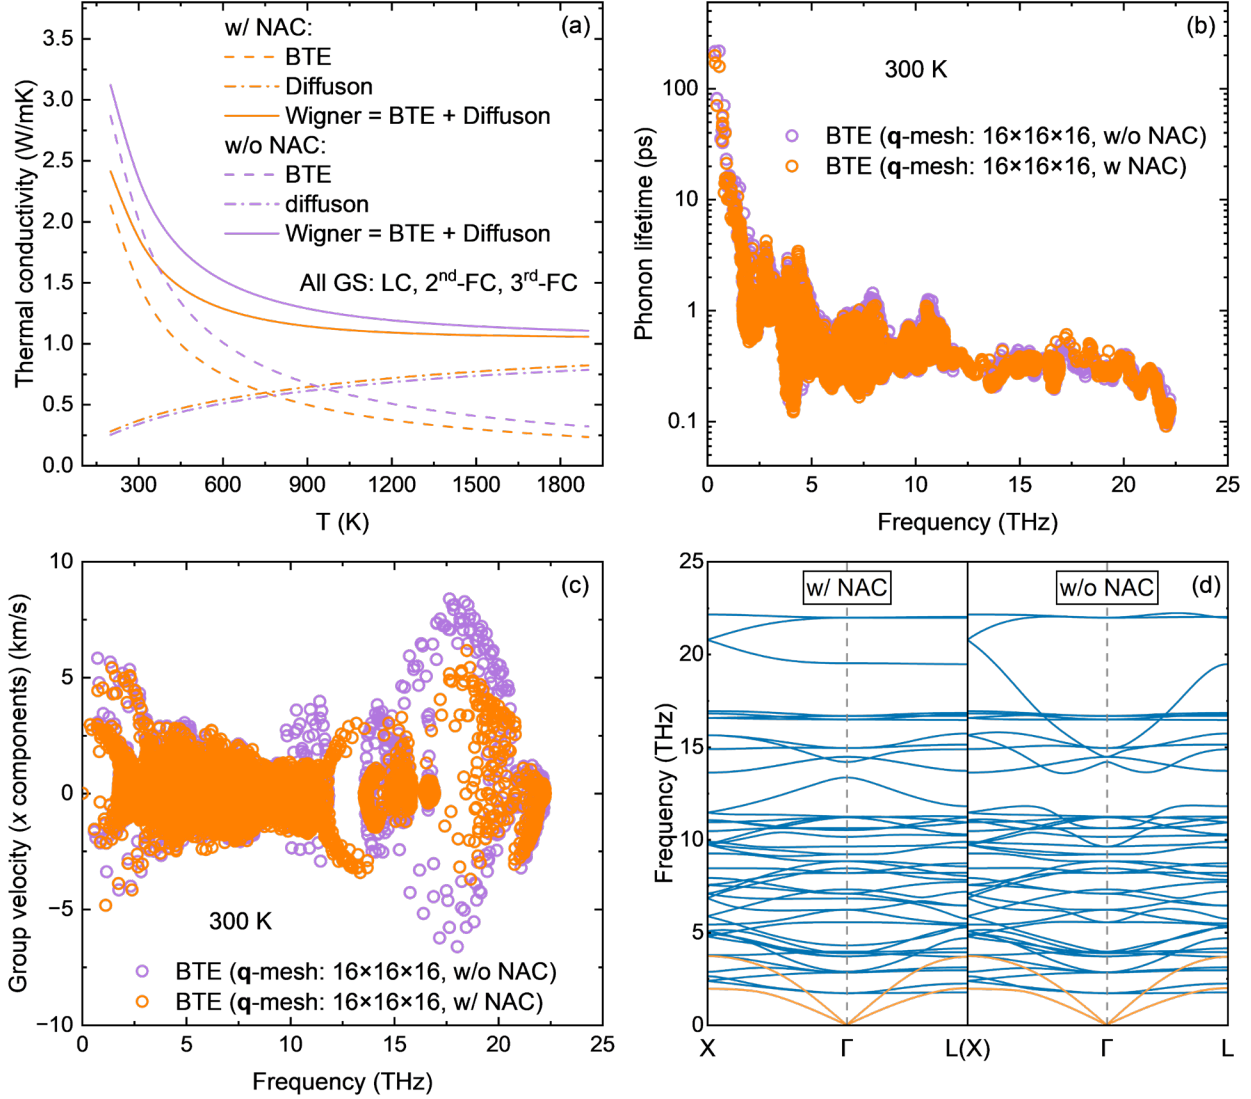 (a)
w/ NAC:
BTE
Diffuson
Wigner = BTE + Diffuson
w/o NAC:
BTE
diffuson
Wigner = BTE + Diffuson
All GS: LC, 2nd-FC, 3rd-FC
Thermal conductivity (W/mK)
3.5
3.0
2.5
2.0
1.5
1.0
0.5
0.0
300 600 900 1200 1500 1800
T (K)
(b)
300 K
BTE (q-mesh: 16×16×16, w/o NAC)
BTE (q-mesh: 16×16×16, w NAC)
Phonon lifetime (ps)
100
10
1
0.1
0 5 10 15 20 25
Frequency (THz)
(c)
Group velocity (x components) (km/s)
10
5
0
−5
−10
300 K
BTE (q-mesh: 16×16×16, w/o NAC)
BTE (q-mesh: 16×16×16, w/ NAC)
0 5 10 15 20 25
Frequency (THz)
w/ NAC
w/o NAC
(d)
Frequency (THz)
25
20
15
10
5
0
X Γ L(X) Γ L